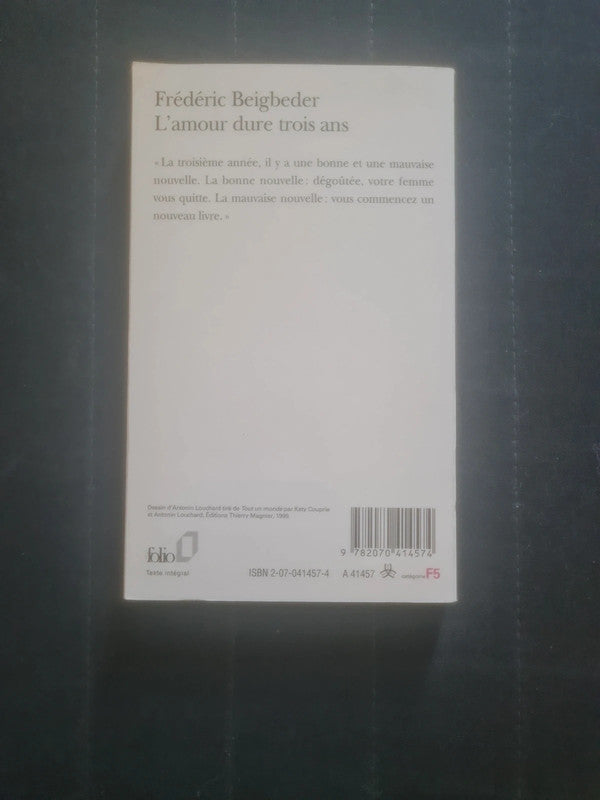 Frédéric Beigbeder
L'amour dure trois ans
« La troisième année, il y a une bonne et une mauvaise
nouvelle. La bonne nouvelle : dégoûtée, votre femme
vous quitte. La mauvaise nouvelle : vous commencez un
nouveau livre. »
Dessin d'Antonin Louchard tiré de Tout un monde par Katy Couprie
et Antonin Louchard, Éditions Thierry Magnier, 1999.
9 782070 414574
folio
Texte intégral
ISBN 2-07-041457-4 A 41457 catégorie F5